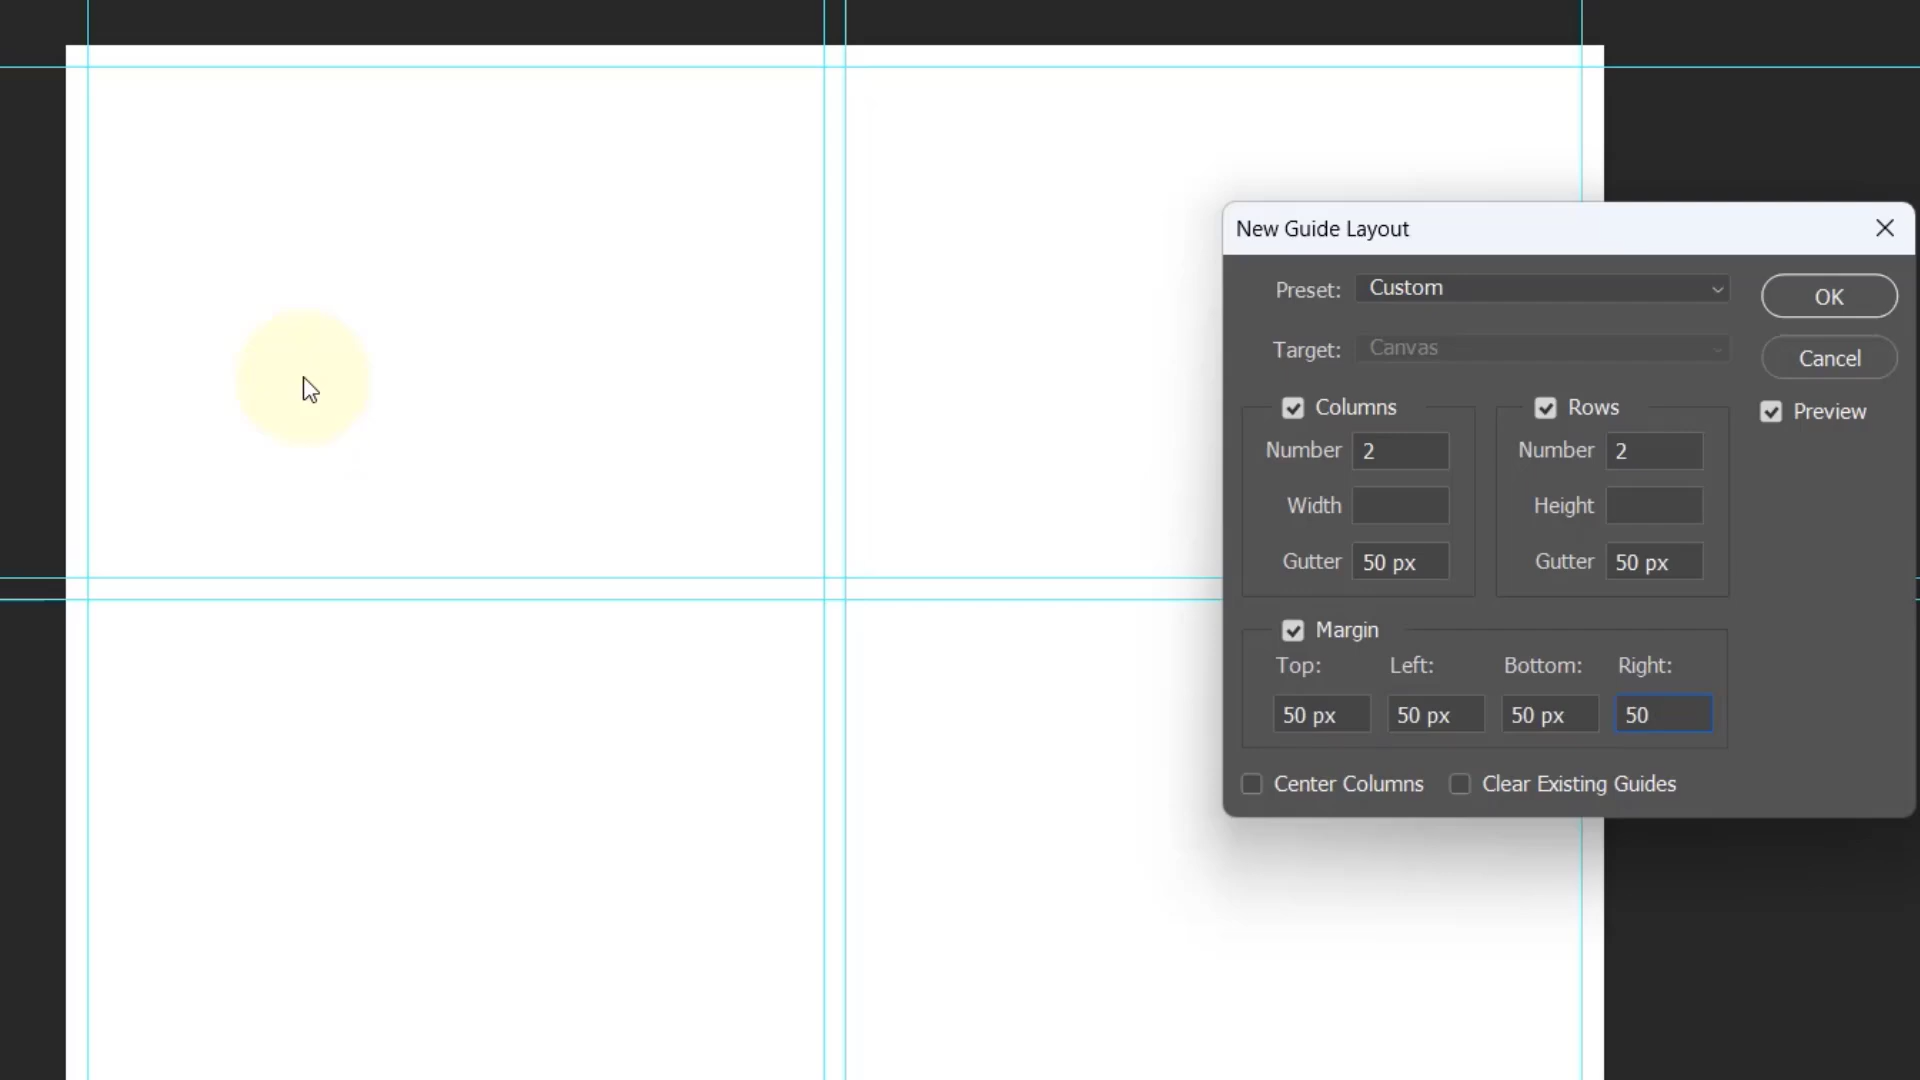 New Guide Layout
Preset: Custom
OK
Target: Canvas
Cancel
Columns Rows Preview
Number 2 Number 2
Width Height
Gutter 50 px Gutter 50 px
Margin
Top: Left: Bottom: Right:
50 px 50 px 50 px 50
Center Columns Clear Existing Guides